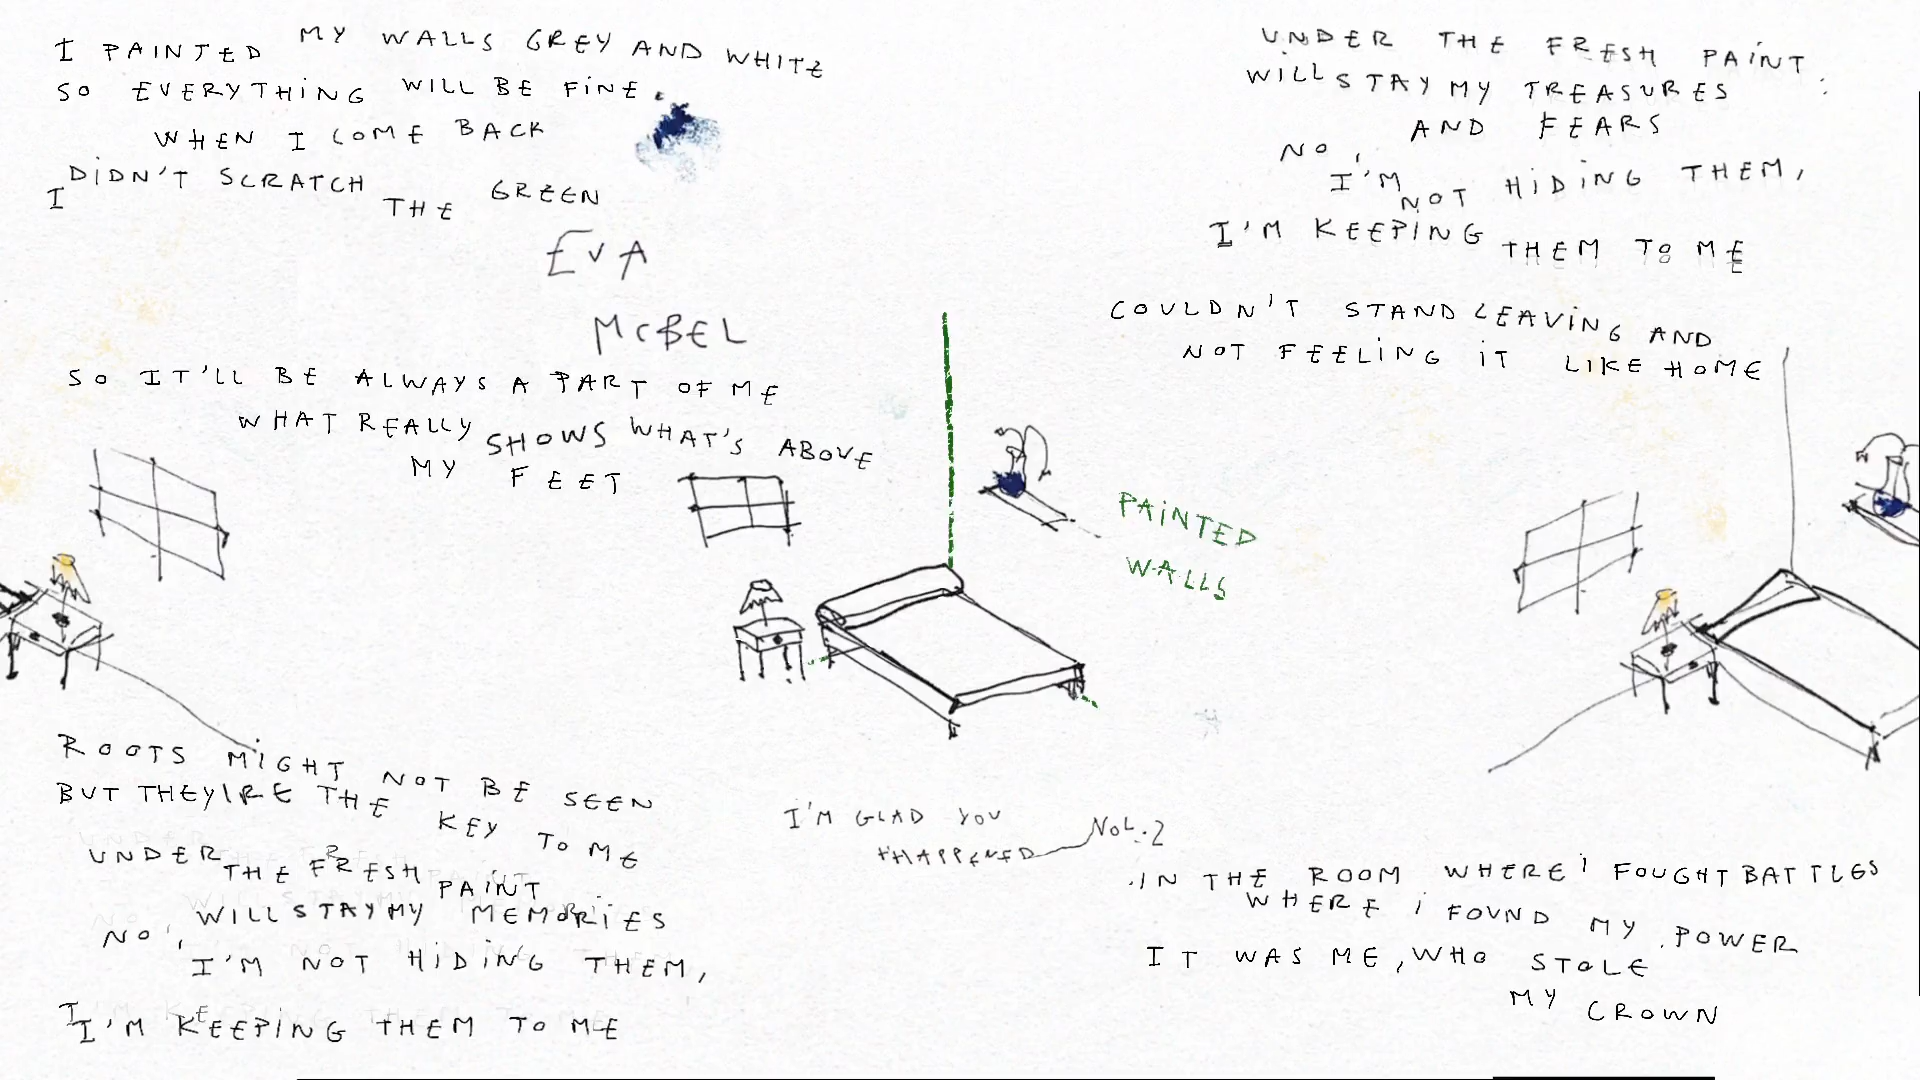 I PAINTED MY WALLS GREY AND WHITE
SO EVERYTHING WILL BE FINE
WHEN I COME BACK
I DIDN'T SCRATCH THE GREEN
EVA
MCBEL
SO IT'LL BE ALWAYS A PART OF ME
WHAT REALLY SHOWS WHAT'S ABOVE
MY FEET
UNDER THE FRESH PAINT
WILL STAY MY TREASURES
AND FEARS
NO,
I'M NOT HIDING THEM,
I'M KEEPING THEM TO ME
COULDN'T STAND LEAVING AND
NOT FEELING IT LIKE HOME
PAINTED
WALLS
ROOTS MIGHT NOT BE SEEN
BUT THEY'RE THE KEY TO ME
UNDER THE FRESH PAINT
WILL STAY MY MEMORIES
NO,
I'M NOT HIDING THEM,
I'M KEEPING THEM TO ME
I'M GLAD YOU
HAPPENED VOL.2
IN THE ROOM WHERE I FOUGHT BATTLES
WHERE I FOUND MY POWER
IT WAS ME, WHO STOLE
MY CROWN